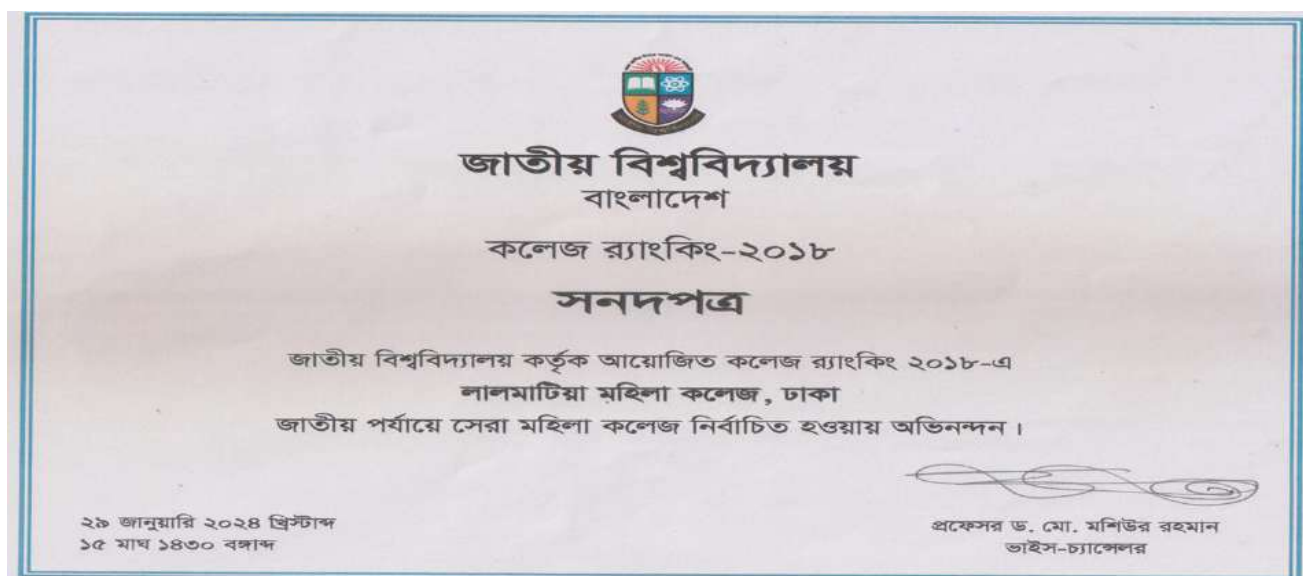 জাতীয় বিশ্ববিদ্যালয়
বাংলাদেশ
কলেজ র‍্যাংকিং-২০১৮
সনদপত্র
জাতীয় বিশ্ববিদ্যালয় কর্তৃক আয়োজিত কলেজ র‍্যাংকিং ২০১৮-এ
লালমাটিয়া মহিলা কলেজ, ঢাকা
জাতীয় পর্যায়ে সেরা মহিলা কলেজ নির্বাচিত হওয়ায় অভিনন্দন।
২৯ জানুয়ারি ২০২৪ খ্রিস্টাব্দ
১৫ মাঘ ১৪৩০ বঙ্গাব্দ
প্রফেসর ড. মো. মশিউর রহমান
ভাইস-চ্যান্সেলর